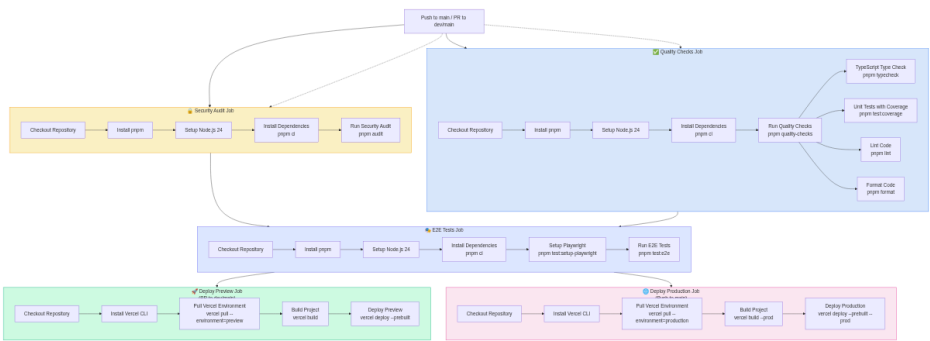 Push to main / PR to
dev/main
✅ Quality Checks Job
TypeScript Type Check
pnpm typecheck
Unit Tests with Coverage
pnpm test:coverage
Lint Code
pnpm lint
Format Code
pnpm format
Checkout Repository
Install pnpm
Setup Node.js 24
Install Dependencies
pnpm ci
Run Quality Checks
pnpm quality-checks
🔒 Security Audit Job
Checkout Repository
Install pnpm
Setup Node.js 24
Install Dependencies
pnpm ci
Run Security Audit
pnpm audit
🎭 E2E Tests Job
Checkout Repository
Install pnpm
Setup Node.js 24
Install Dependencies
pnpm ci
Setup Playwright
pnpm test:setup-playwright
Run E2E Tests
pnpm test:e2e
🚀 Deploy Preview Job
Checkout Repository
Install Vercel CLI
Pull Vercel Environment
vercel pull --
environment=preview
Build Project
vercel build
Deploy Preview
vercel deploy --prebuilt
🌐 Deploy Production Job
Checkout Repository
Install Vercel CLI
Pull Vercel Environment
vercel pull --
environment=production
Build Project
vercel build --prod
Deploy Production
vercel deploy --prebuilt --
prod